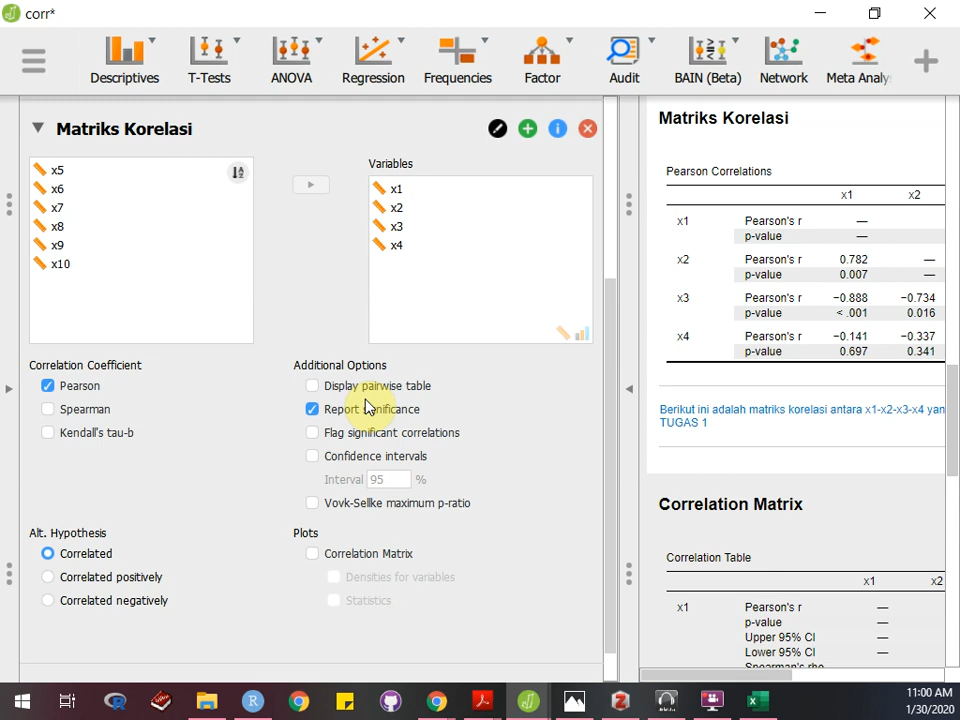 corr*
Descriptives T-Tests ANOVA Regression Frequencies Factor Audit BAIN (Beta) Network Meta Analy
Matriks Korelasi
x5
x6
x7
x8
x9
x10
Variables
x1
x2
x3
x4
Correlation Coefficient
Pearson
Spearman
Kendall's tau-b
Additional Options
Display pairwise table
Report significance
Flag significant correlations
Confidence intervals
Interval 95 %
Vovk-Sellke maximum p-ratio
Alt. Hypothesis
Correlated
Correlated positively
Correlated negatively
Plots
Correlation Matrix
Densities for variables
Statistics
Matriks Korelasi
Pearson Correlations
x1 x2
x1 Pearson's r —
p-value —
x2 Pearson's r 0.782 —
p-value 0.007 —
x3 Pearson's r −0.888 −0.734
p-value < .001 0.016
x4 Pearson's r −0.141 −0.337
p-value 0.697 0.341
Berikut ini adalah matriks korelasi antara x1-x2-x3-x4 yan
TUGAS 1
Correlation Matrix
Correlation Table
x1 x2
x1 Pearson's r —
p-value —
Upper 95% CI —
Lower 95% CI —
Spearman's rho
11:00 AM
1/30/2020